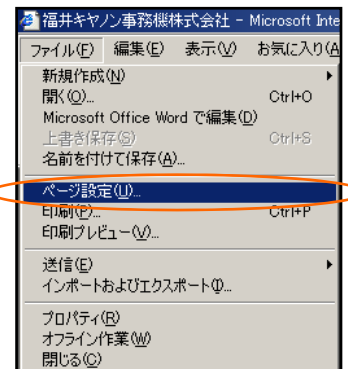 福井キヤノン事務機株式会社 - Microsoft Inte
ファイル(F) 編集(E) 表示(V) お気に入り(A
新規作成(N)
開く(O)... Ctrl+O
Microsoft Office Word で編集(D)
上書き保存(S) Ctrl+S
名前を付けて保存(A)...
ページ設定(U)...
印刷(P)... Ctrl+P
印刷プレビュー(V)...
送信(E)
インポートおよびエクスポート(I)...
プロパティ(R)
オフライン作業(W)
閉じる(C)